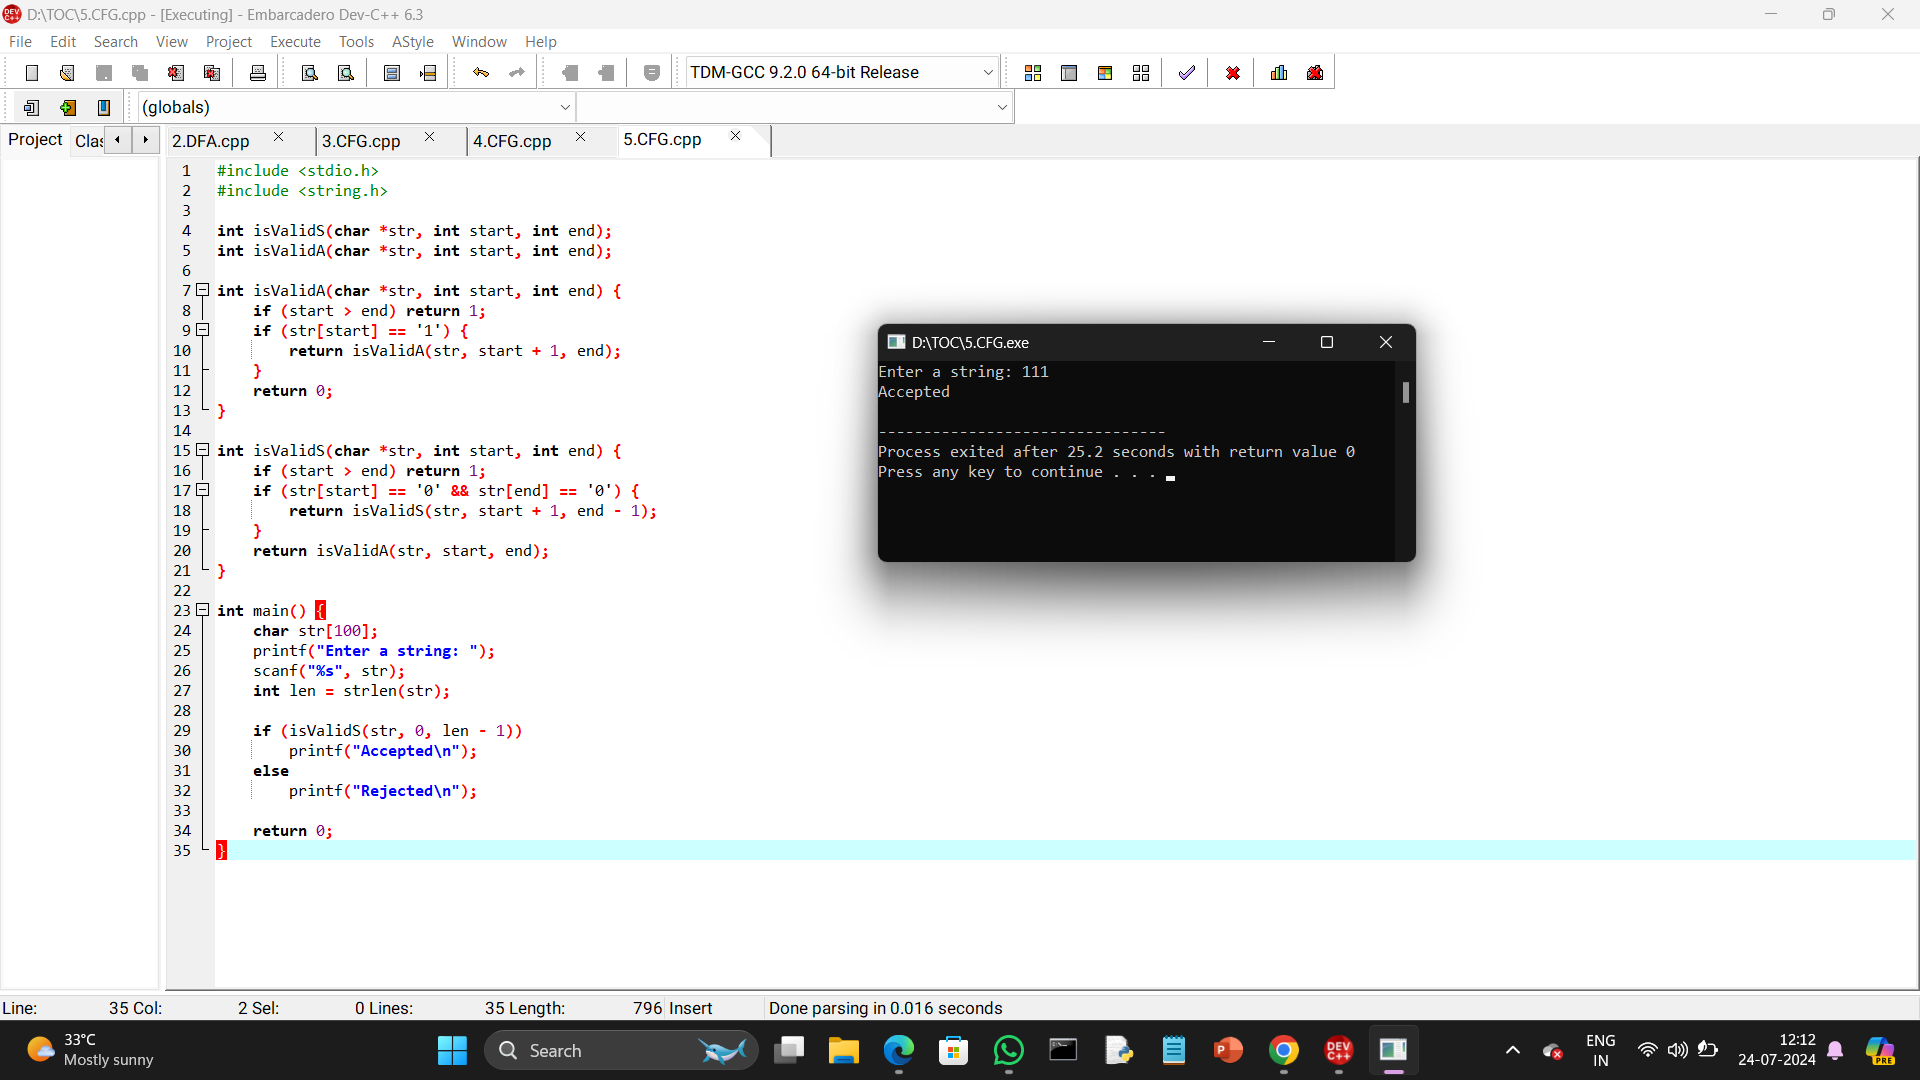 D:\TOC\5.CFG.cpp - [Executing] - Embarcadero Dev-C++ 6.3
File Edit Search View Project Execute Tools AStyle Window Help
TDM-GCC 9.2.0 64-bit Release
(globals)
Project Clas 2.DFA.cpp 3.CFG.cpp 4.CFG.cpp 5.CFG.cpp
1 #include <stdio.h>
2 #include <string.h>
3
4 int isValidS(char *str, int start, int end);
5 int isValidA(char *str, int start, int end);
6
7 int isValidA(char *str, int start, int end) {
8 if (start > end) return 1;
9 if (str[start] == '1') {
10 return isValidA(str, start + 1, end);
11 }
12 return 0;
13 }
14
15 int isValidS(char *str, int start, int end) {
16 if (start > end) return 1;
17 if (str[start] == '0' && str[end] == '0') {
18 return isValidS(str, start + 1, end - 1);
19 }
20 return isValidA(str, start, end);
21 }
22
23 int main() {
24 char str[100];
25 printf("Enter a string: ");
26 scanf("%s", str);
27 int len = strlen(str);
28
29 if (isValidS(str, 0, len - 1))
30 printf("Accepted\n");
31 else
32 printf("Rejected\n");
33
34 return 0;
35 }
D:\TOC\5.CFG.exe
Enter a string: 111
Accepted
--------------------------------
Process exited after 25.2 seconds with return value 0
Press any key to continue . . .
Line: 35 Col: 2 Sel: 0 Lines: 35 Length: 796 Insert Done parsing in 0.016 seconds
33°C
Mostly sunny
Search
DEV C++
ENG
IN
12:12
24-07-2024
PRE